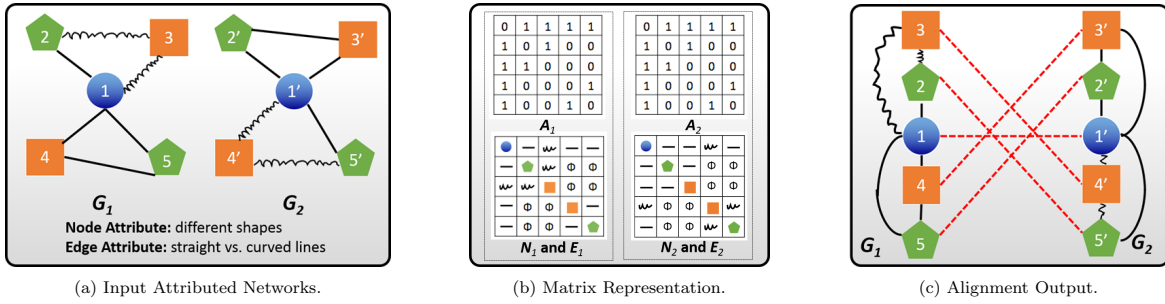 2
3
1
4
5
G1
2′
3′
1′
4′
5′
G2
Node Attribute: different shapes
Edge Attribute: straight vs. curved lines
(a) Input Attributed Networks.
0 1 1 1 1
1 0 1 0 0
1 1 0 0 0
1 0 0 0 1
1 0 0 1 0
A1
Φ Φ
Φ Φ
Φ Φ
Φ Φ
N1 and E1
0 1 1 1 1
1 0 1 0 0
1 1 0 0 0
1 0 0 0 1
1 0 0 1 0
A2
Φ Φ
Φ Φ
Φ Φ
Φ Φ
N2 and E2
(b) Matrix Representation.
3
2
1
4
5
G1
3′
2′
1′
4′
5′
G2
(c) Alignment Output.